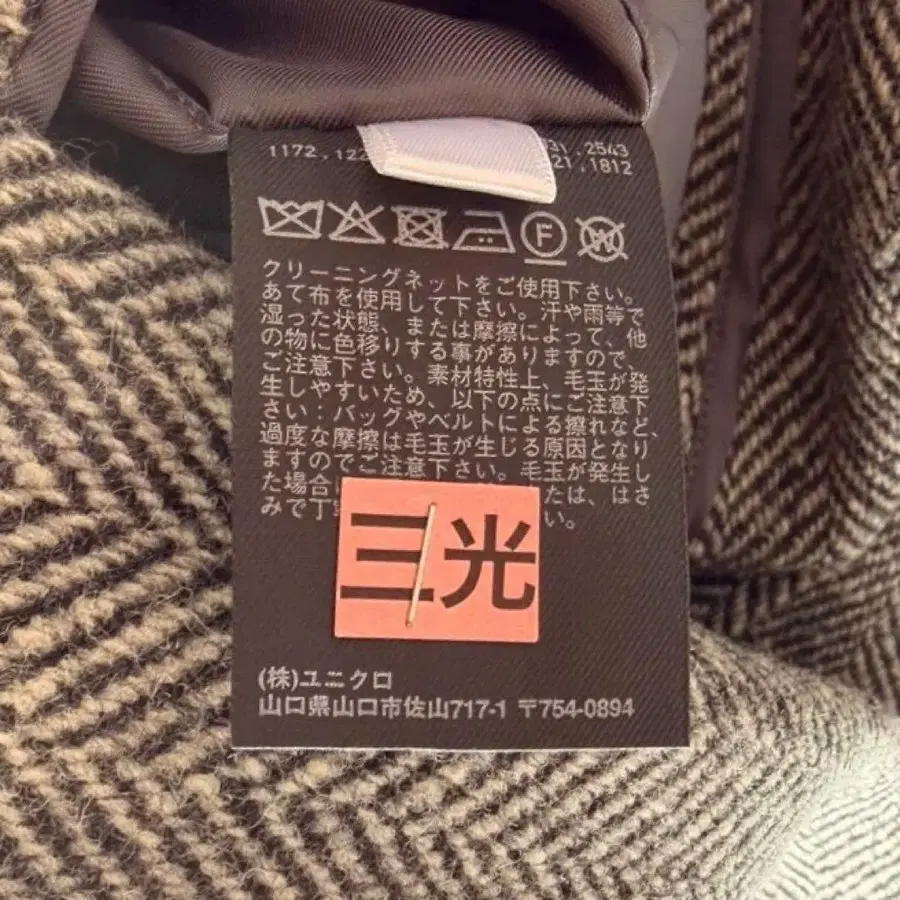 1172,122
31,2543
21,1812
F
W
クリーニングネットをご使用下さい。
あて布を使用して下さい。汗や雨等で
湿った状態、または摩擦によって、他
の物に色移りする事がありますので、
ご注意下さい。素材特性上、毛玉が発
生しやすいため、以下の点にご注意下
さい：バッグやベルトによる擦れなど、
過度な摩擦は毛玉が生じる原因となり
ますのでご注意下さい。毛玉が発生し
た場合に たは、はさ
みで丁 い。
三光
(株)ユニクロ
山口県山口市佐山717-1 〒754-0894